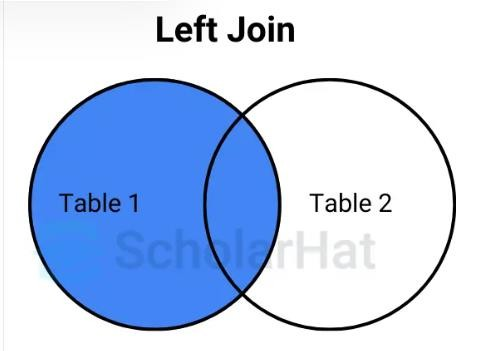 Left Join
Table 1
Table 2
ScholarHat